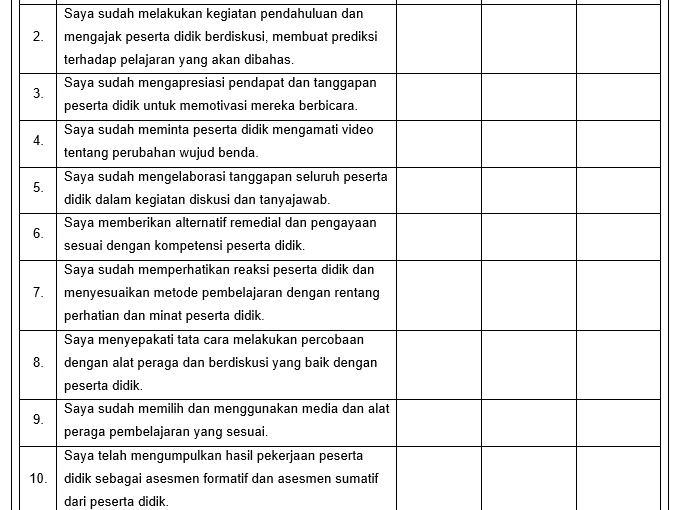 2. Saya sudah melakukan kegiatan pendahuluan dan
mengajak peserta didik berdiskusi, membuat prediksi
terhadap pelajaran yang akan dibahas.
3. Saya sudah mengapresiasi pendapat dan tanggapan
peserta didik untuk memotivasi mereka berbicara.
4. Saya sudah meminta peserta didik mengamati video
tentang perubahan wujud benda.
5. Saya sudah mengelaborasi tanggapan seluruh peserta
didik dalam kegiatan diskusi dan tanyajawab.
6. Saya memberikan alternatif remedial dan pengayaan
sesuai dengan kompetensi peserta didik.
7. Saya sudah memperhatikan reaksi peserta didik dan
menyesuaikan metode pembelajaran dengan rentang
perhatian dan minat peserta didik.
8. Saya menyepakati tata cara melakukan percobaan
dengan alat peraga dan berdiskusi yang baik dengan
peserta didik.
9. Saya sudah memilih dan menggunakan media dan alat
peraga pembelajaran yang sesuai.
10. Saya telah mengumpulkan hasil pekerjaan peserta
didik sebagai asesmen formatif dan asesmen sumatif
dari peserta didik.